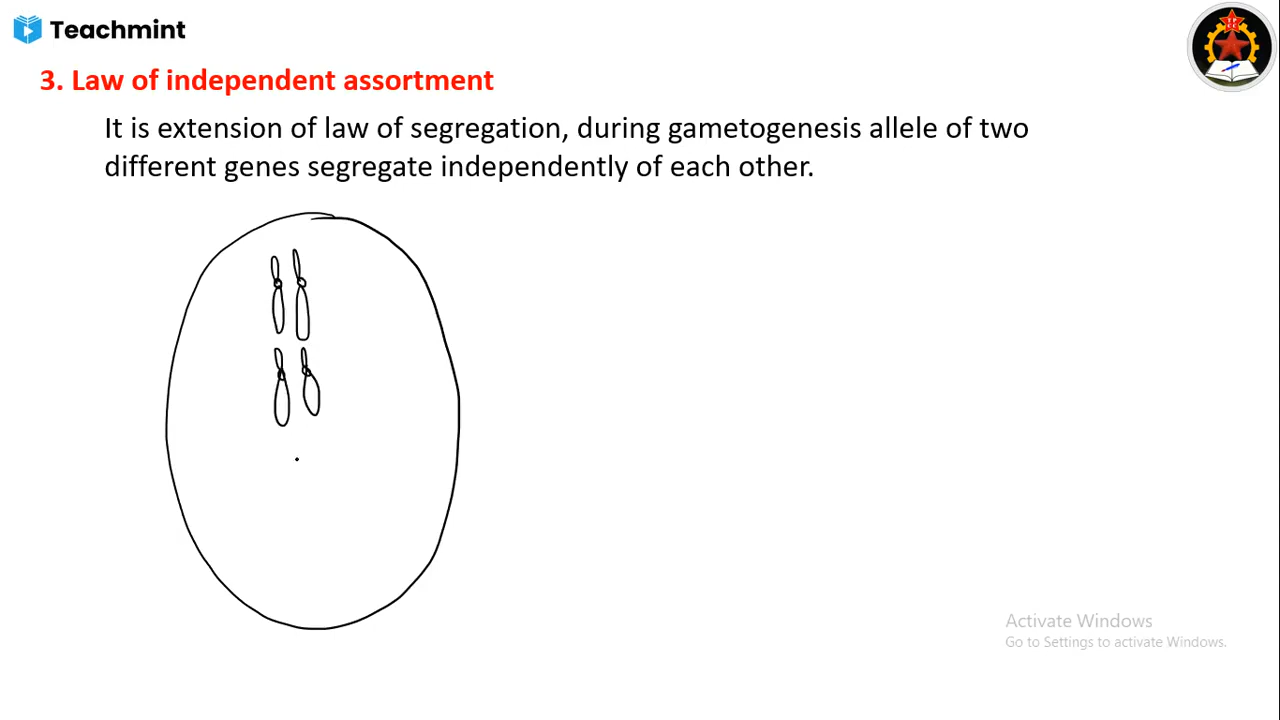 Teachmint
3. Law of independent assortment
It is extension of law of segregation, during gametogenesis allele of two
different genes segregate independently of each other.
Activate Windows
Go to Settings to activate Windows.